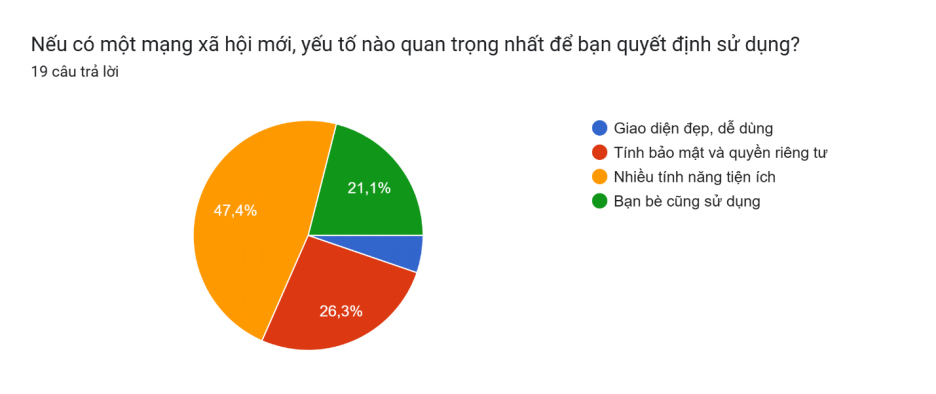 Nếu có một mạng xã hội mới, yếu tố nào quan trọng nhất để bạn quyết định sử dụng?
19 câu trả lời
Giao diện đẹp, dễ dùng
Tính bảo mật và quyền riêng tư
Nhiều tính năng tiện ích
Bạn bè cũng sử dụng
21,1%
47,4%
26,3%